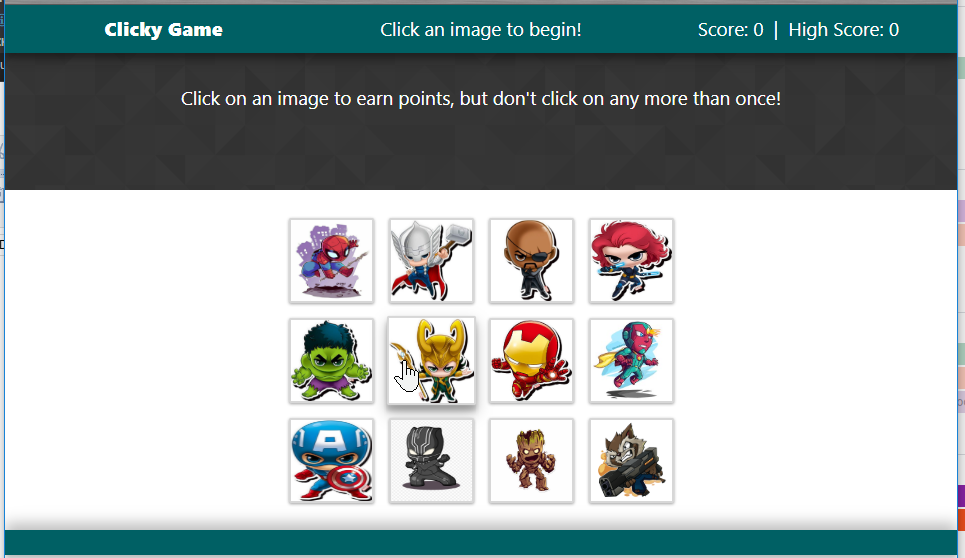 Clicky Game
Click an image to begin!
Score: 0 | High Score: 0
Click on an image to earn points, but don't click on any more than once!
A